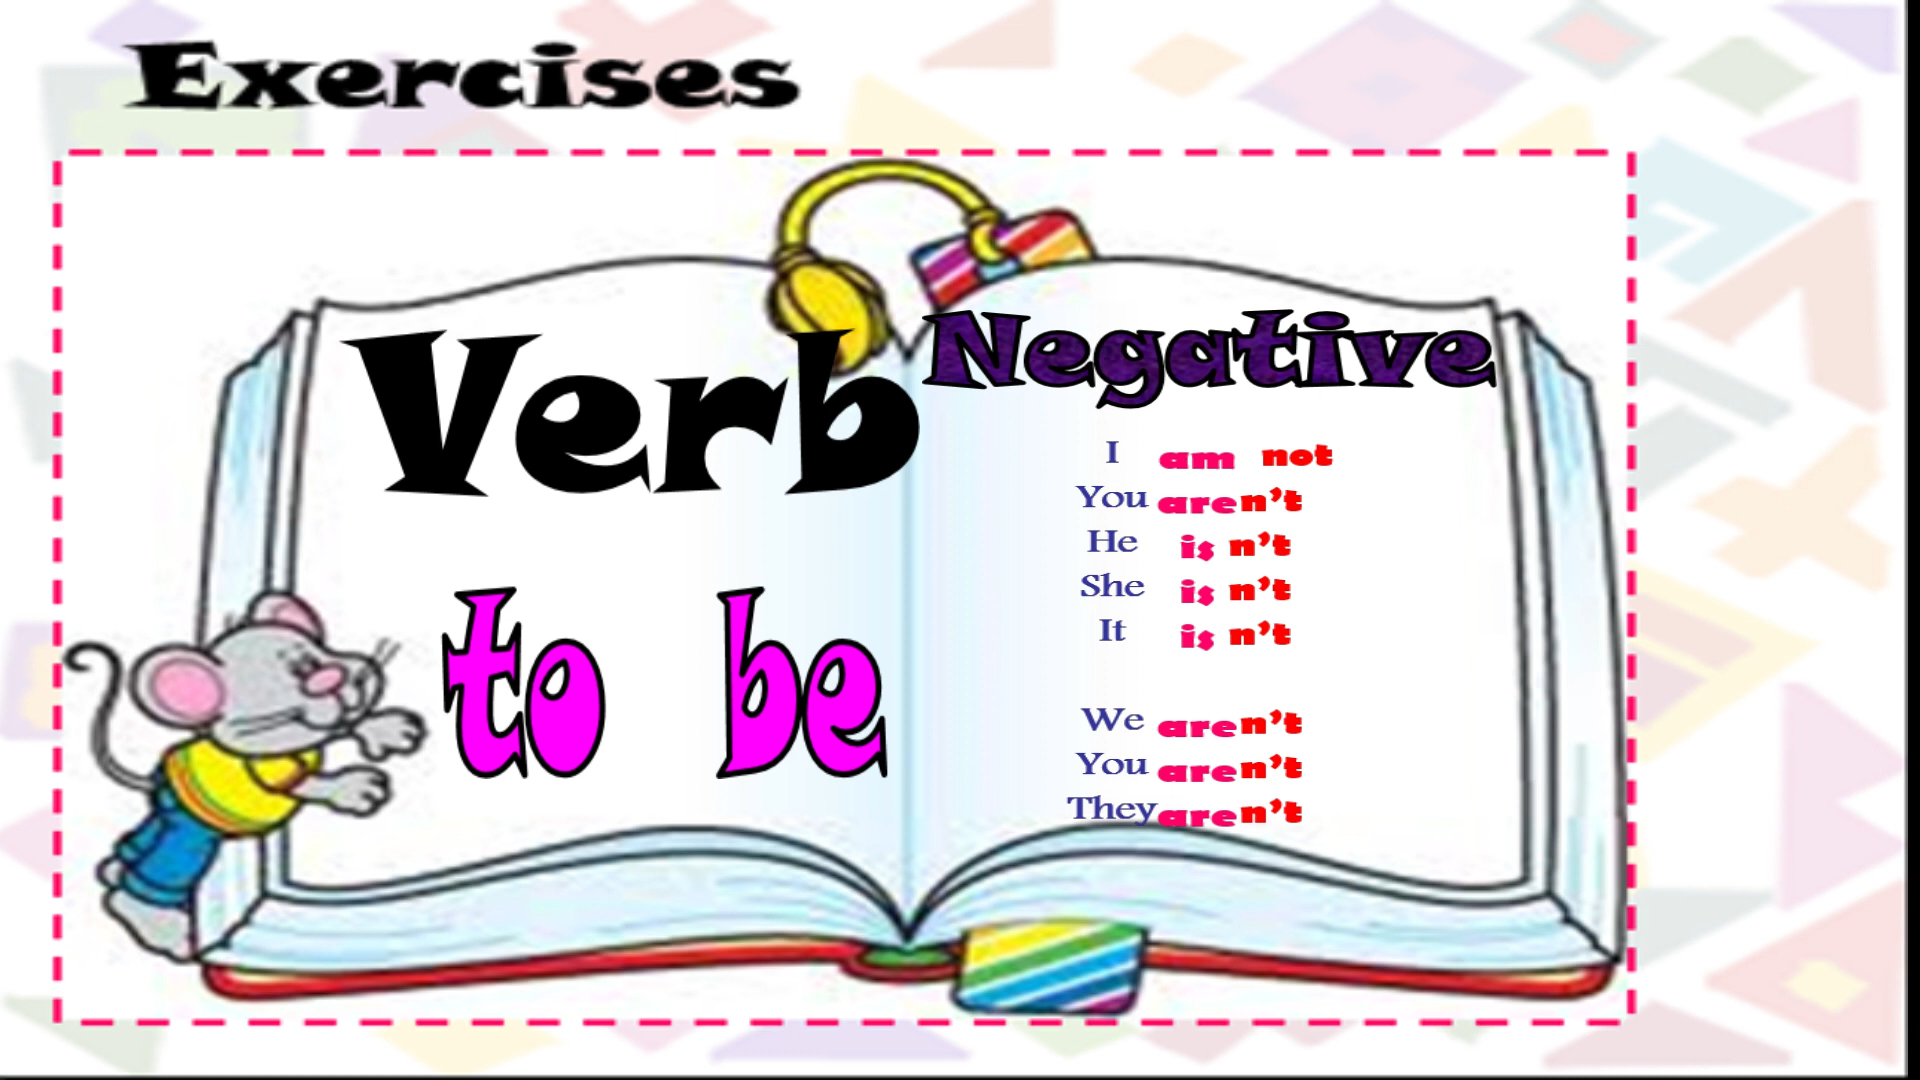 Exercises
Verb
to be
Negative
I am not
You aren't
He is n't
She is n't
It is n't
We aren't
You aren't
They aren't